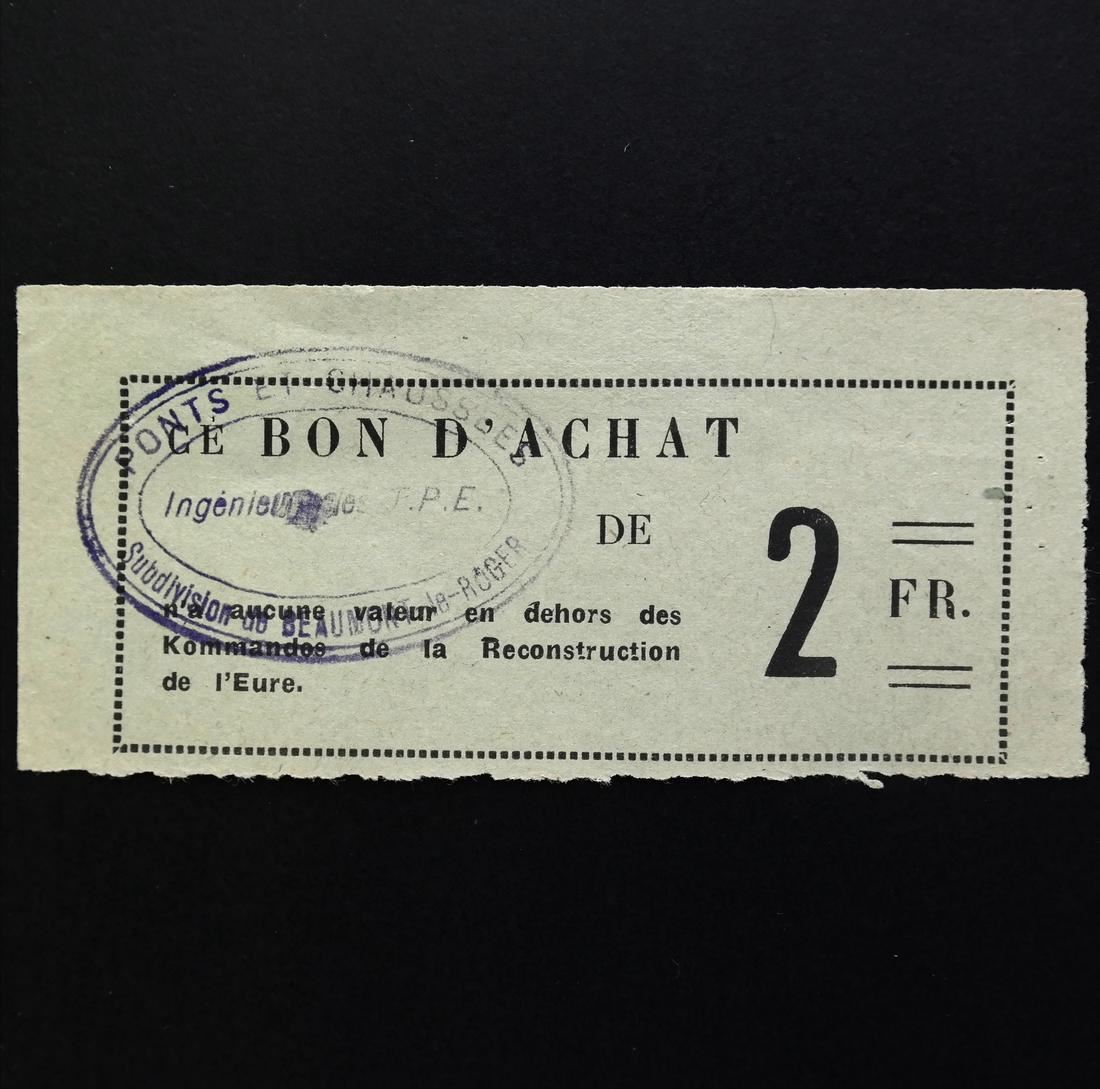 CE BON D'ACHAT
DE
2
FR.
n'a aucune valeur en dehors des
Kommandos de la Reconstruction
de l'Eure.
PONTS ET CHAUSSÉES
Ingénieur des T.P.E.
Subdivision de BEAUMONT-le-ROGER